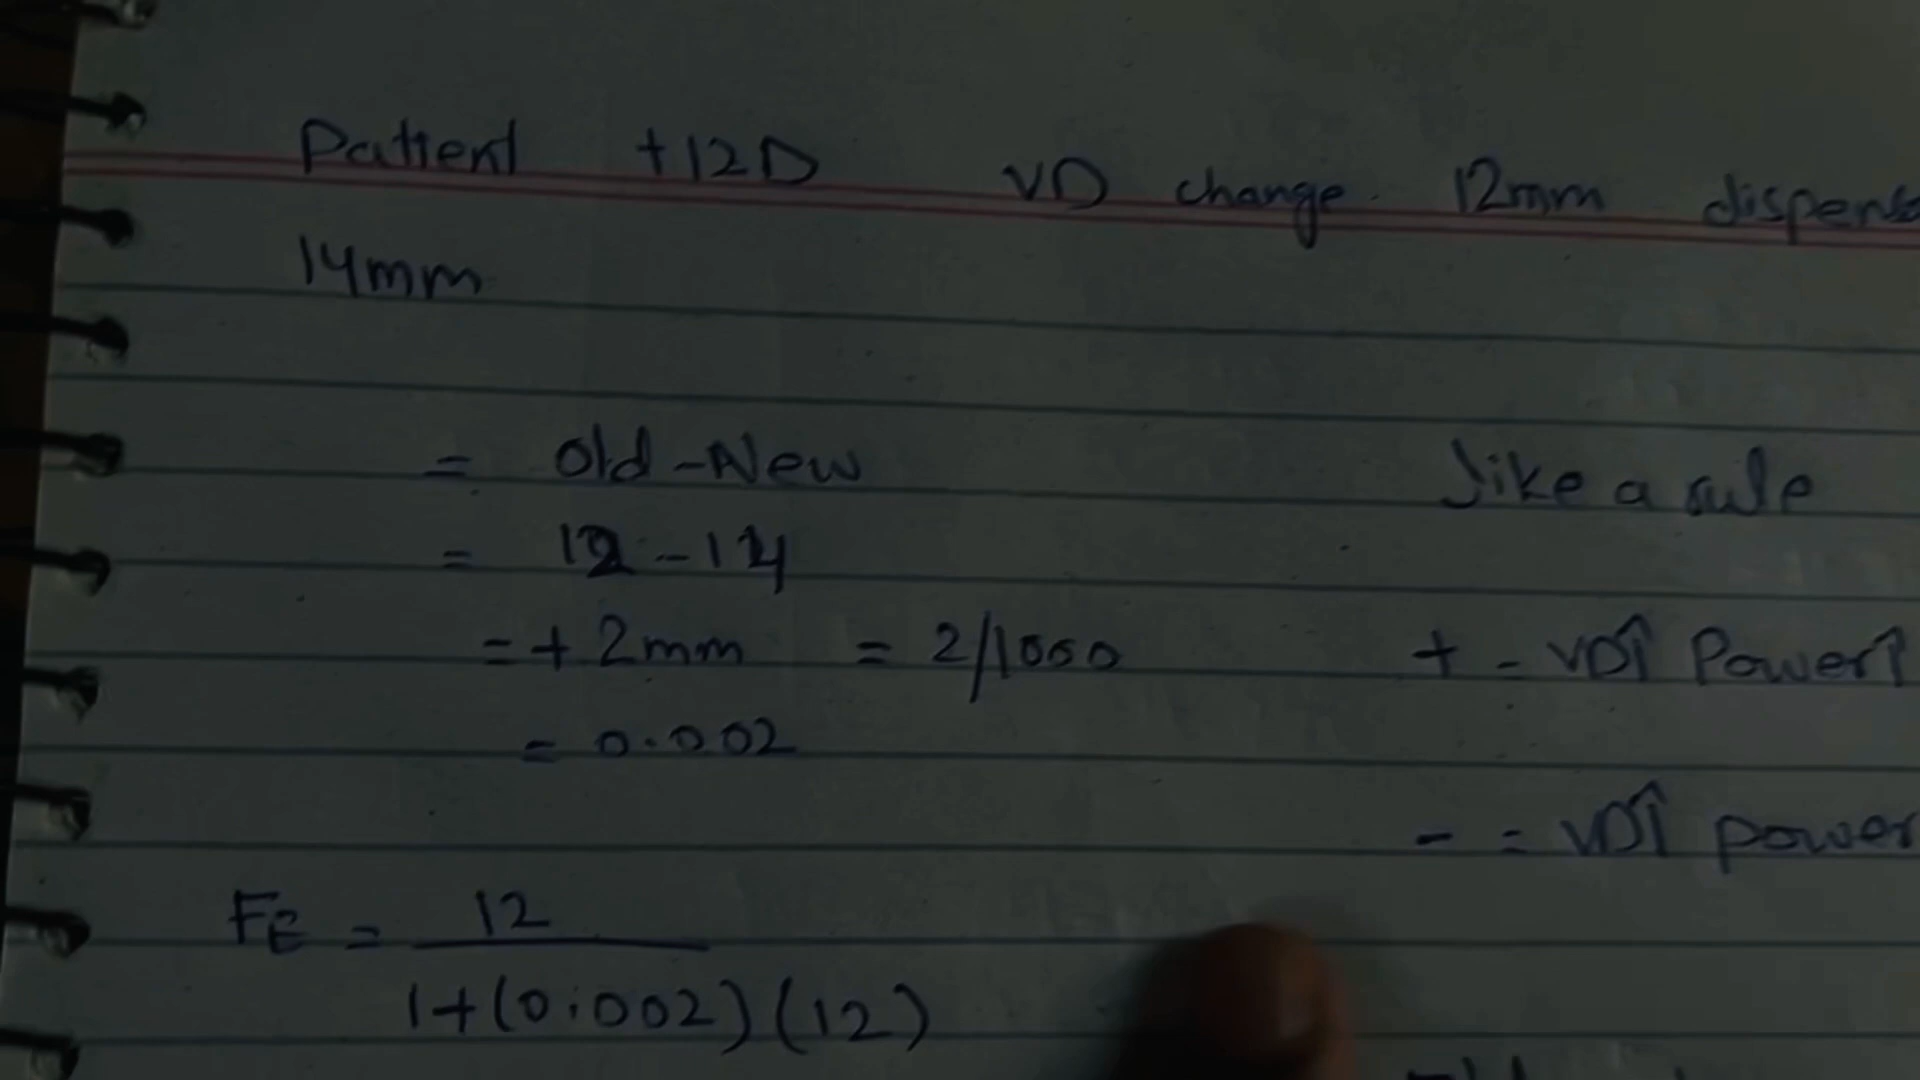 Patient +12D VD change. 12mm dispens
14mm
= Old - New
like a rule
= 12 - 14
= + 2mm = 2/1000
+ - VD↑ Power↑
= 0.002
- = VD↑ power
FE = 12
1+(0.002)(12)